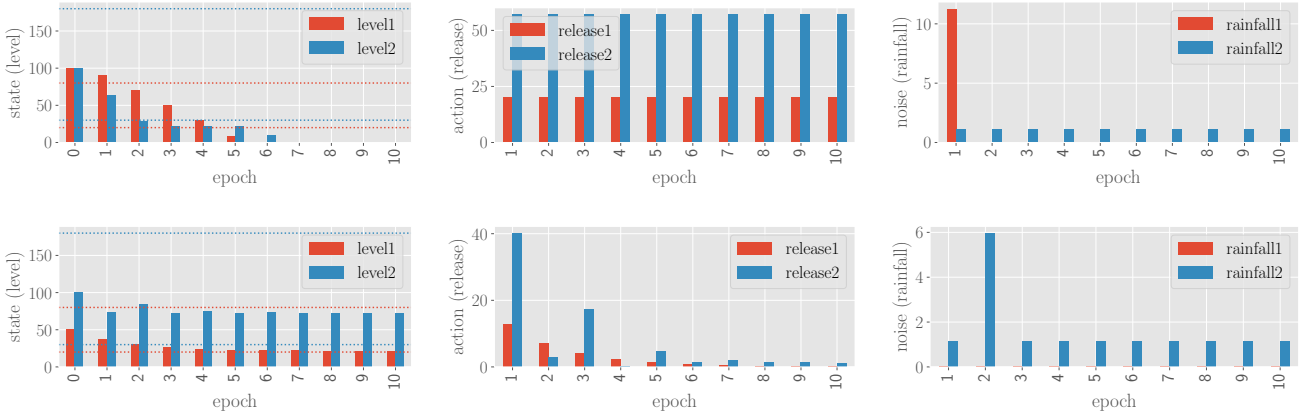 state (level)
150
100
50
0
level1
level2
0 1 2 3 4 5 6 7 8 9 10
epoch
action (release)
50
25
0
release1
release2
1 2 3 4 5 6 7 8 9 10
epoch
noise (rainfall)
10
5
0
rainfall1
rainfall2
1 2 3 4 5 6 7 8 9 10
epoch
state (level)
150
100
50
0
level1
level2
0 1 2 3 4 5 6 7 8 9 10
epoch
action (release)
40
20
0
release1
release2
1 2 3 4 5 6 7 8 9 10
epoch
noise (rainfall)
6
4
2
0
rainfall1
rainfall2
1 2 3 4 5 6 7 8 9 10
epoch